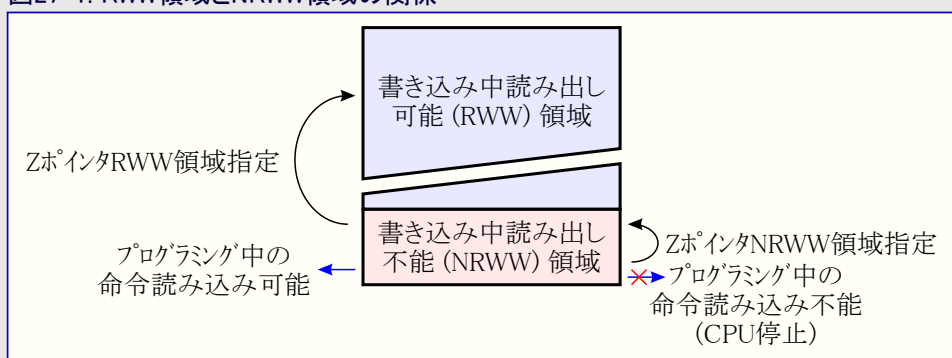 図27-1. RWW領域とNRWW領域の関係
書き込み中読み出し
可能 (RWW) 領域
ZポインタRWW領域指定
書き込み中読み出し
不能 (NRWW) 領域
プログラミング中の
命令読み込み可能
ZポインタNRWW領域指定
プログラミング中の
命令読み込み不能
(CPU停止)